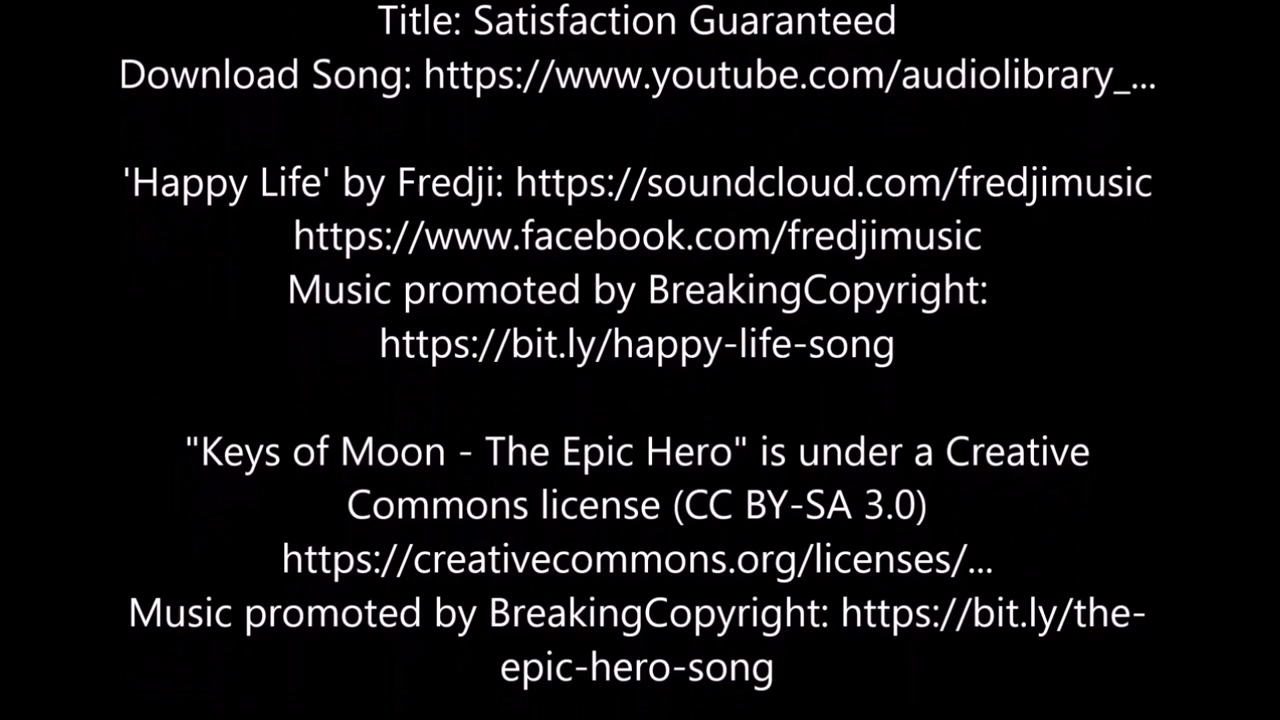 Title: Satisfaction Guaranteed
Download Song: https://www.youtube.com/audiolibrary_...
'Happy Life' by Fredji: https://soundcloud.com/fredjimusic
https://www.facebook.com/fredjimusic
Music promoted by BreakingCopyright:
https://bit.ly/happy-life-song
"Keys of Moon - The Epic Hero" is under a Creative
Commons license (CC BY-SA 3.0)
https://creativecommons.org/licenses/...
Music promoted by BreakingCopyright: https://bit.ly/the-
epic-hero-song